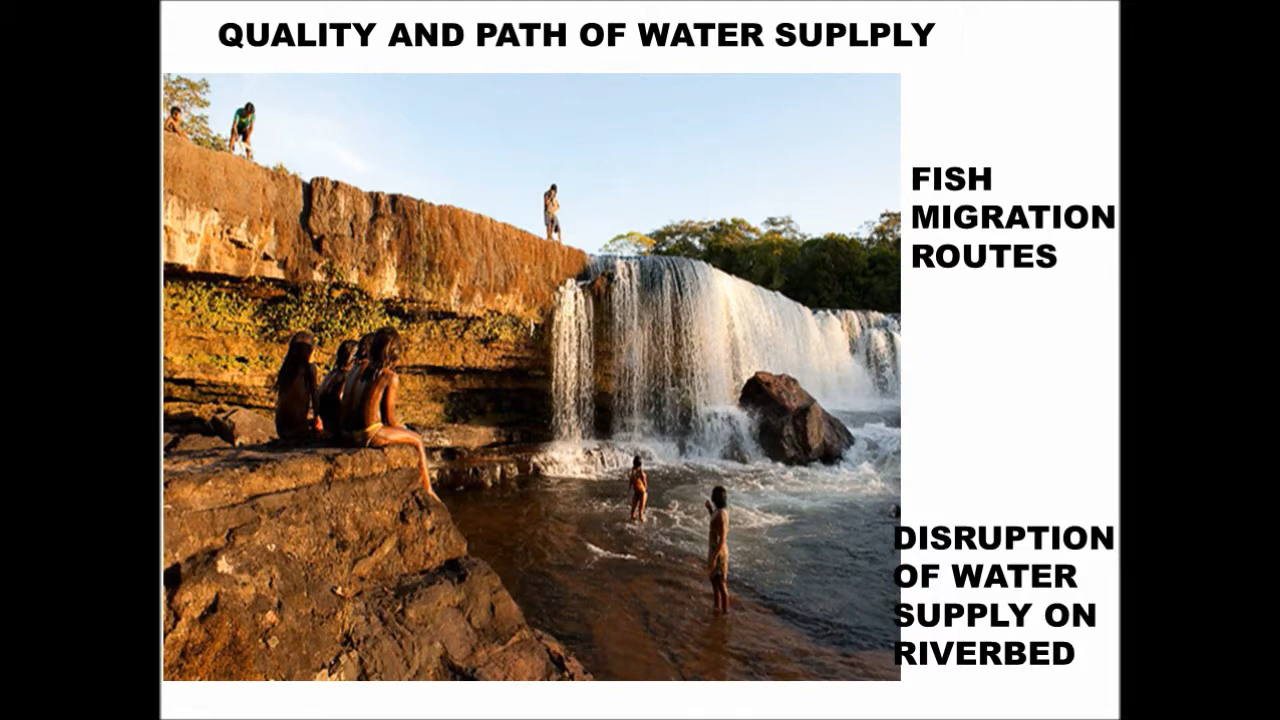 QUALITY AND PATH OF WATER SUPLPLY
FISH
MIGRATION
ROUTES
DISRUPTION
OF WATER
SUPPLY ON
RIVERBED